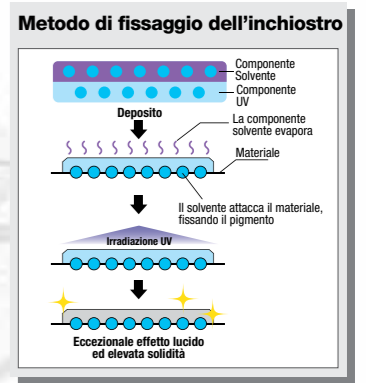 Metodo di fissaggio dell'inchiostro
Componente
Solvente
Componente
UV
Deposito
La componente
solvente evapora
Materiale
Il solvente attacca il materiale,
fissando il pigmento
Irradiazione UV
Eccezionale effetto lucido
ed elevata solidità